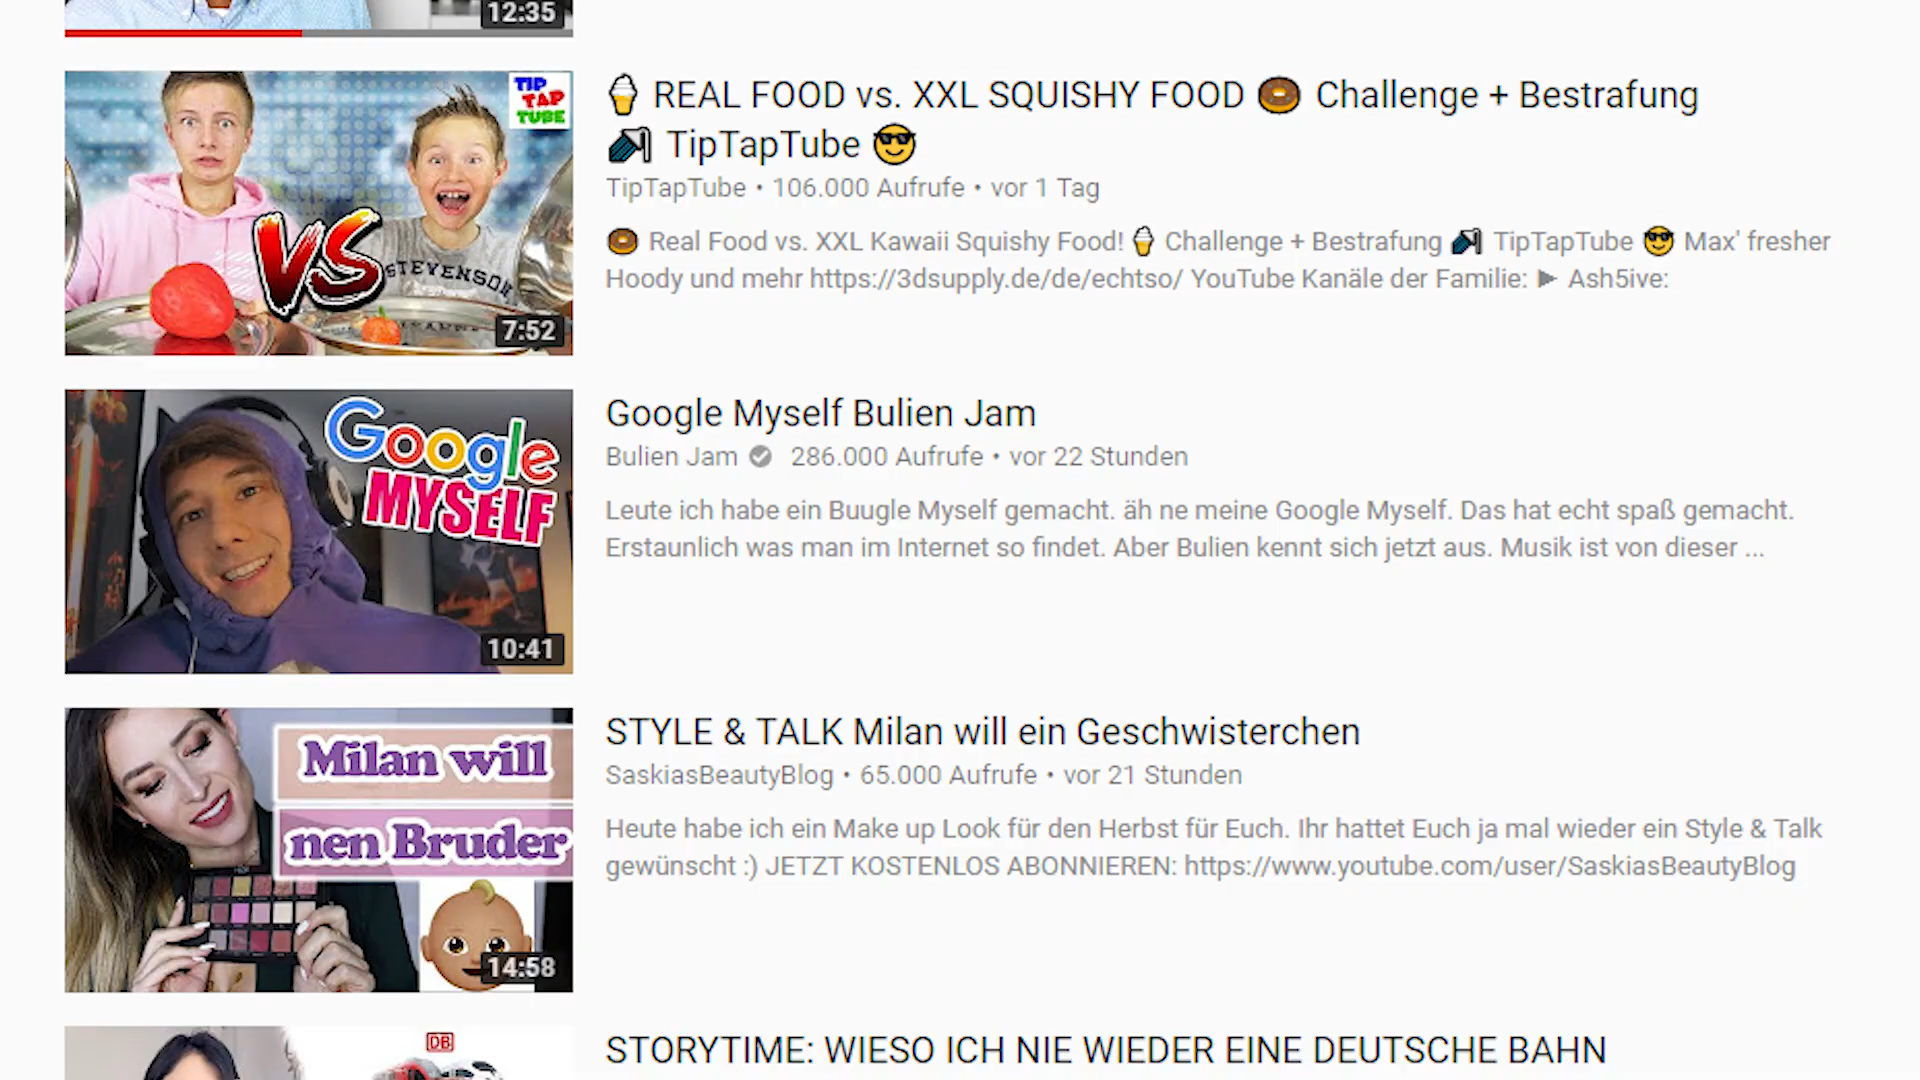 12:35
TIP
TAP
TUBE
VS
STEVENSON
7:52
REAL FOOD vs. XXL SQUISHY FOOD 🍩 Challenge + Bestrafung
TipTapTube 😎
TipTapTube • 106.000 Aufrufe • vor 1 Tag
🍩 Real Food vs. XXL Kawaii Squishy Food! 🍦 Challenge + Bestrafung 🚿 TipTapTube 😎 Max' fresher
Hoody und mehr https://3dsupply.de/de/echtso/ YouTube Kanäle der Familie: ► Ash5ive:
Google
MYSELF
10:41
Google Myself Bulien Jam
Bulien Jam 286.000 Aufrufe • vor 22 Stunden
Leute ich habe ein Buugle Myself gemacht. äh ne meine Google Myself. Das hat echt spaß gemacht.
Erstaunlich was man im Internet so findet. Aber Bulien kennt sich jetzt aus. Musik ist von dieser ...
Milan will
nen Bruder
14:58
STYLE & TALK Milan will ein Geschwisterchen
SaskiasBeautyBlog • 65.000 Aufrufe • vor 21 Stunden
Heute habe ich ein Make up Look für den Herbst für Euch. Ihr hattet Euch ja mal wieder ein Style & Talk
gewünscht :) JETZT KOSTENLOS ABONNIEREN: https://www.youtube.com/user/SaskiasBeautyBlog
DB
STORYTIME: WIESO ICH NIE WIEDER EINE DEUTSCHE BAHN